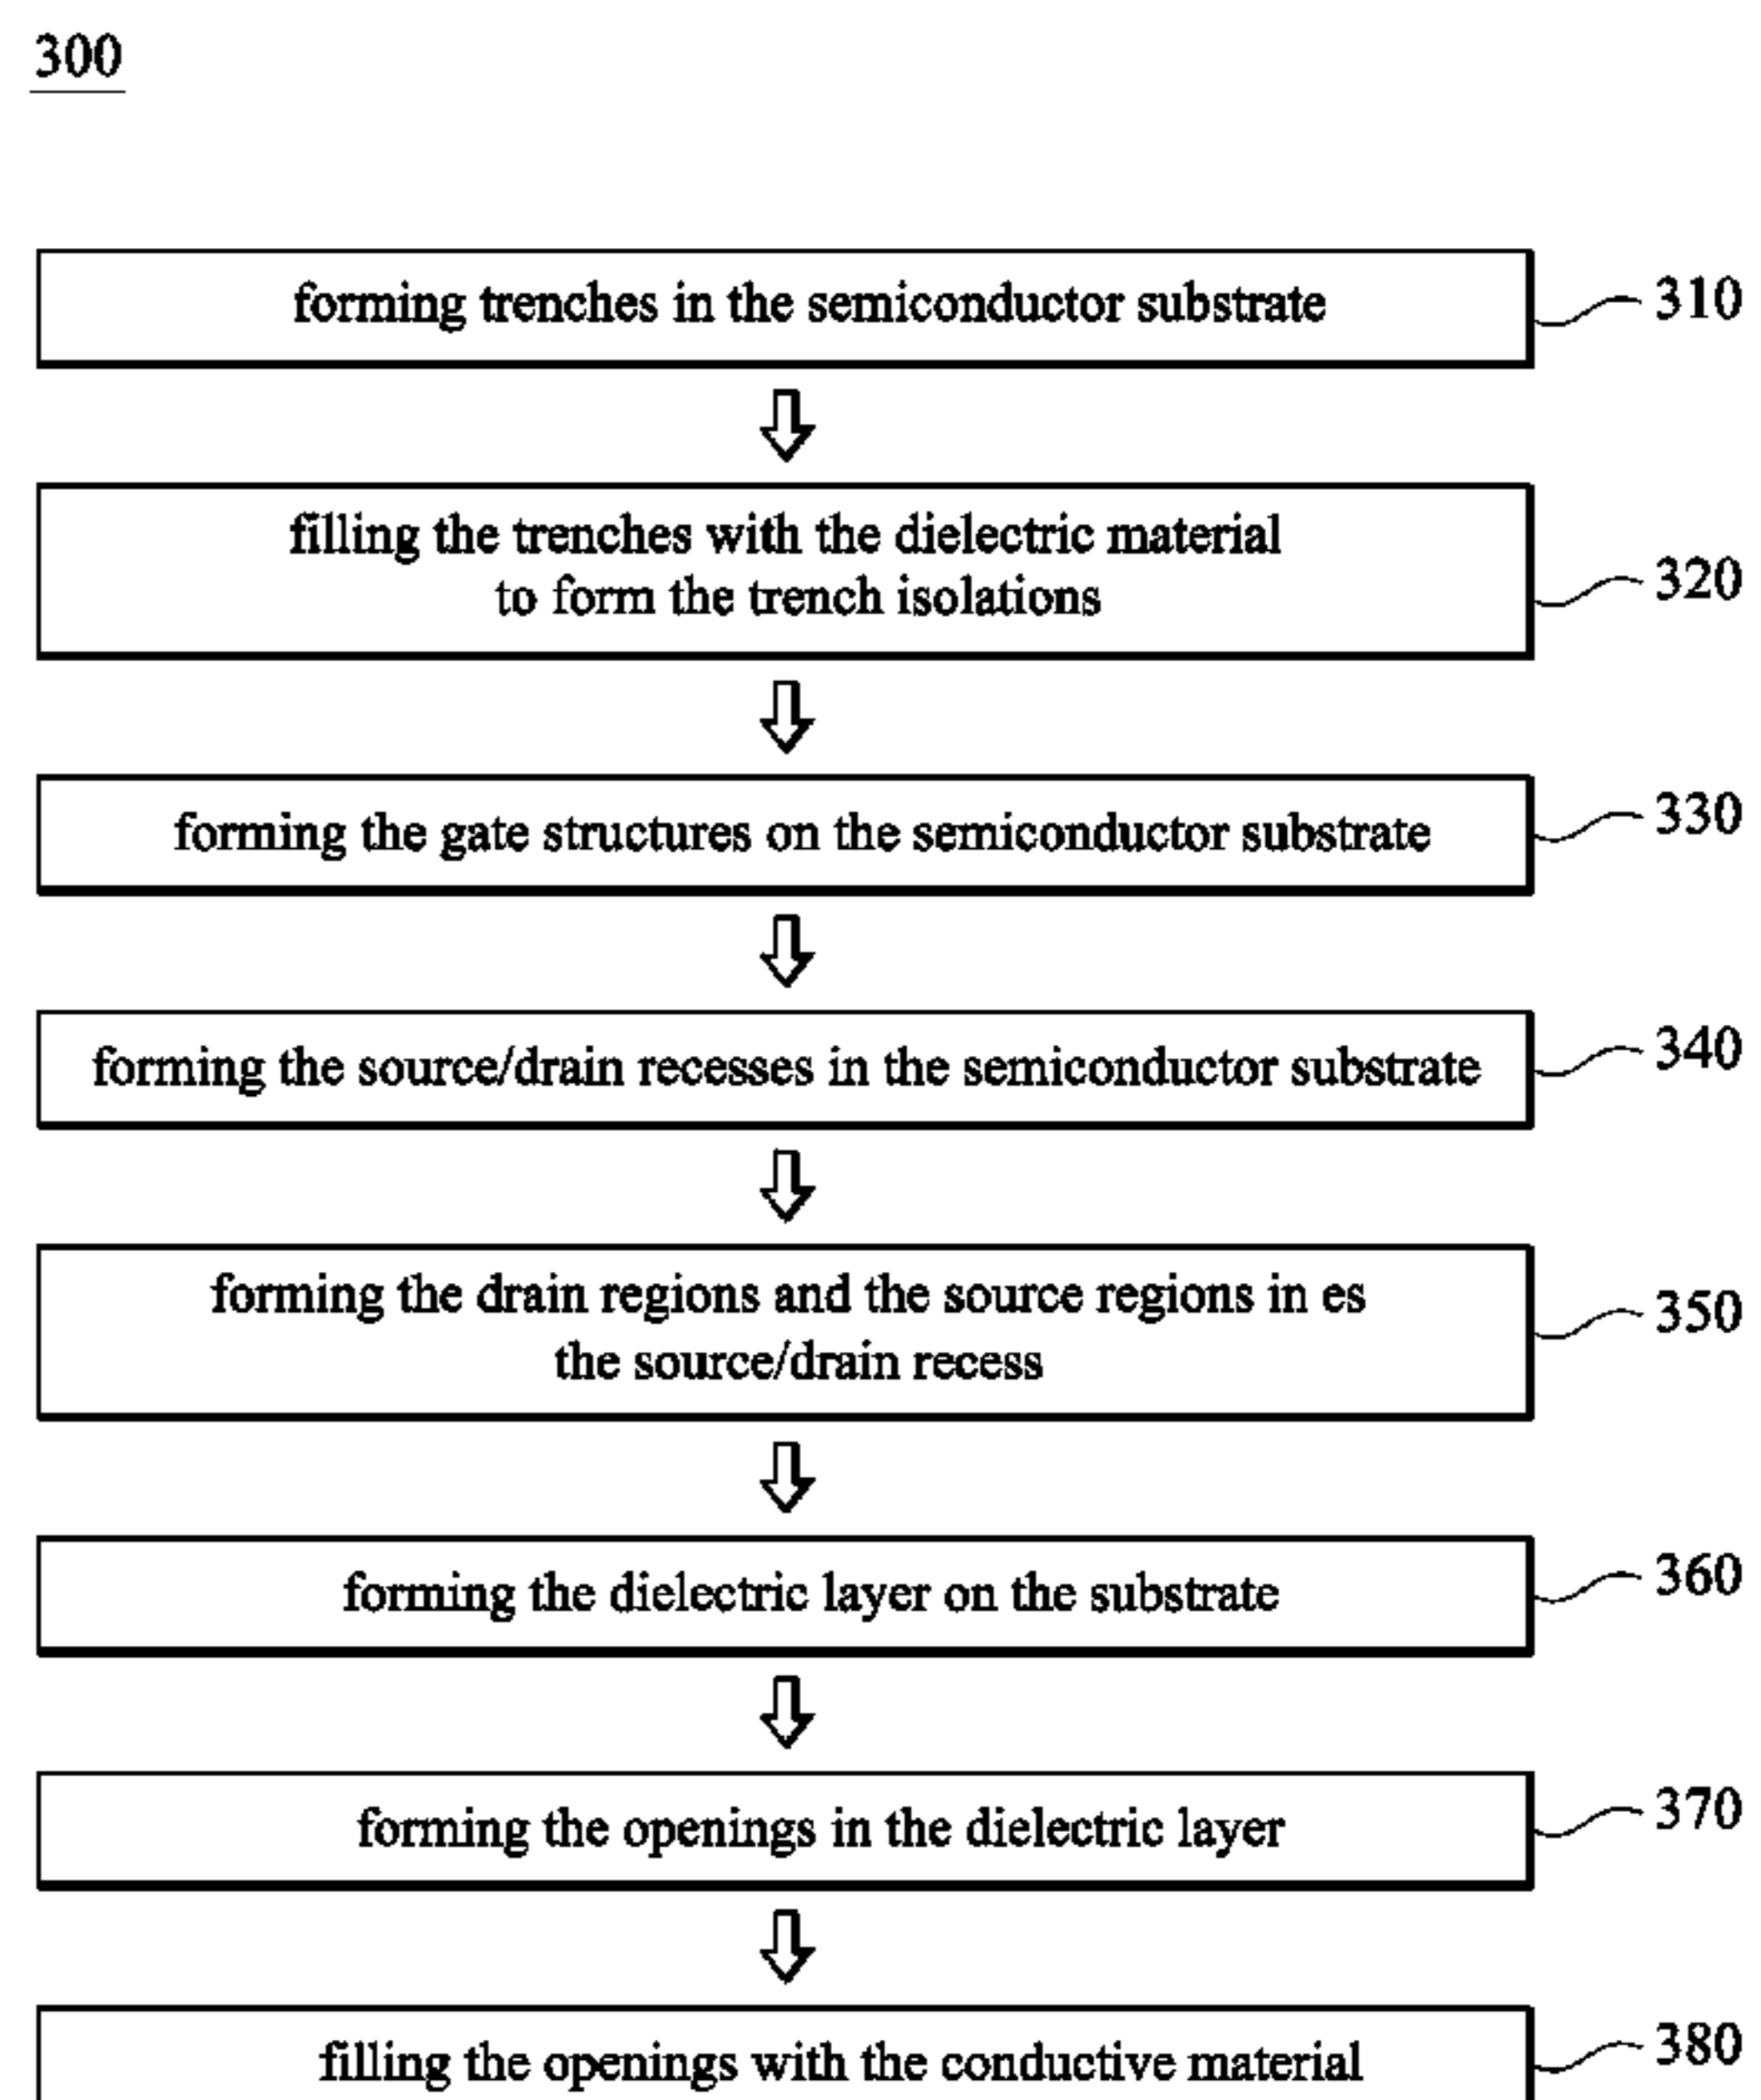 300
forming trenches in the semiconductor substrate
310
filling the trenches with the dielectric material
to form the trench isolations
320
forming the gate structures on the semiconductor substrate
330
forming the source/drain recesses in the semiconductor substrate
340
forming the drain regions and the source regions in es
the source/drain recess
350
forming the dielectric layer on the substrate
360
forming the openings in the dielectric layer
370
filling the openings with the conductive material
380